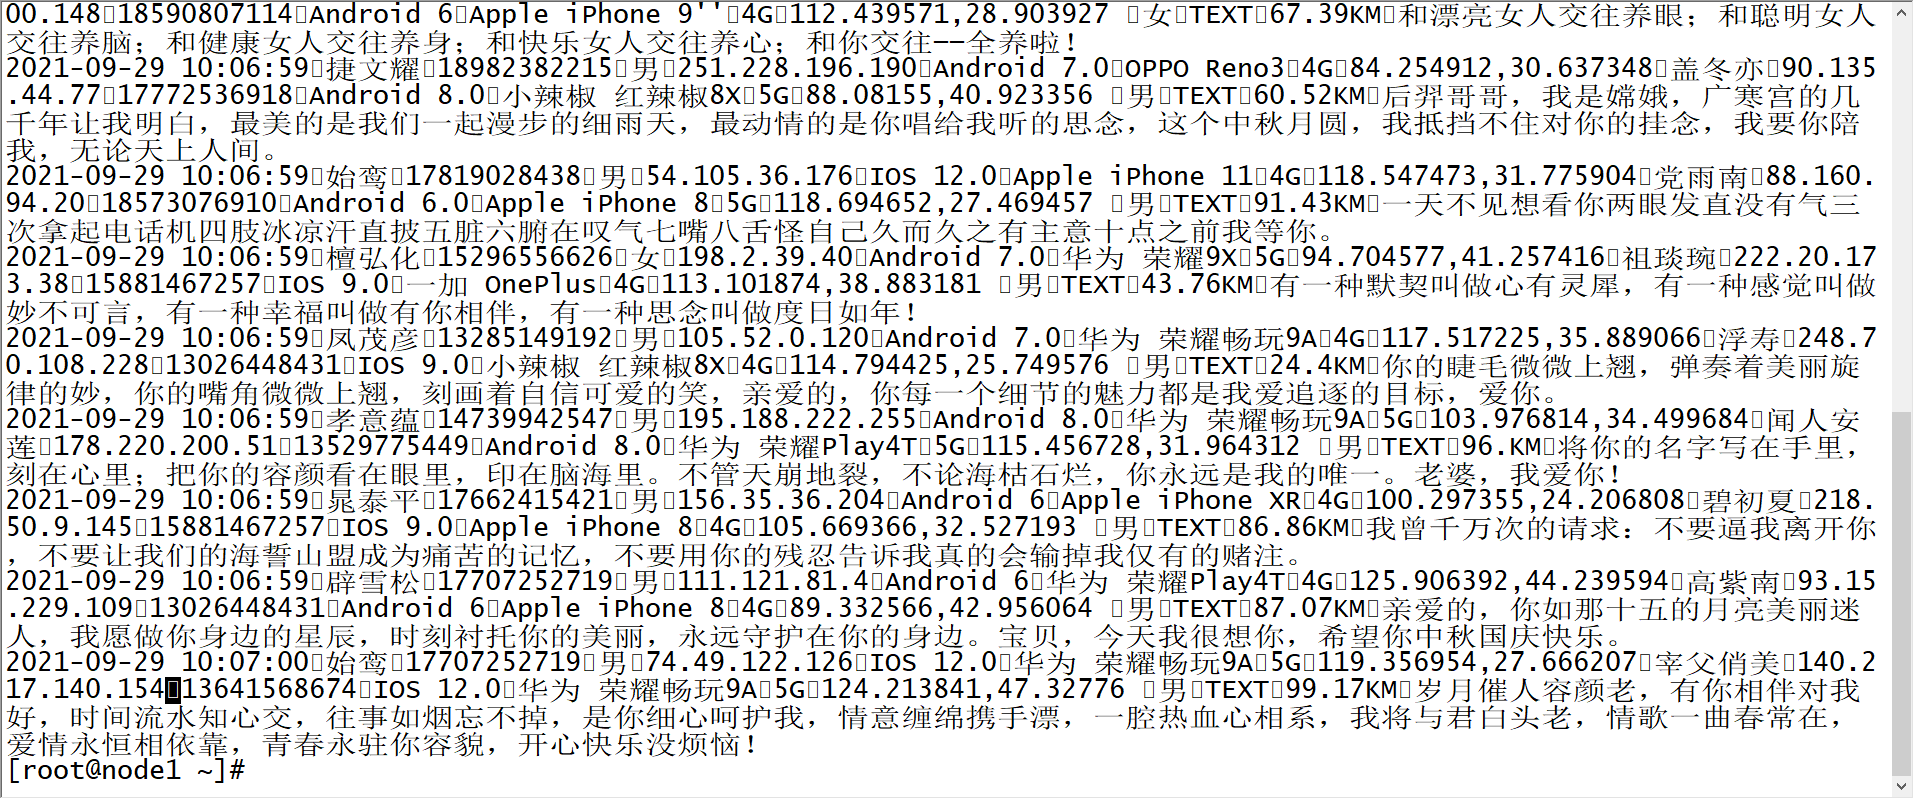 00.148▯18590807114▯Android 6▯Apple iPhone 9''▯4G▯112.439571,28.903927 ▯女▯TEXT▯67.39KM▯和漂亮女人交往养眼；和聪明女人
交往养脑；和健康女人交往养身；和快乐女人交往养心；和你交往——全养啦！
2021-09-29 10:06:59▯捷文耀▯18982382215▯男▯251.228.196.190▯Android 7.0▯OPPO Reno3▯4G▯84.254912,30.637348▯盖冬亦▯90.135
.44.77▯17772536918▯Android 8.0▯小辣椒 红辣椒8X▯5G▯88.08155,40.923356 ▯男▯TEXT▯60.52KM▯后羿哥哥，我是嫦娥，广寒宫的几
千年让我明白，最美的是我们一起漫步的细雨天，最动情的是你唱给我听的思念，这个中秋月圆，我抵挡不住对你的挂念，我要你陪
我，无论天上人间。
2021-09-29 10:06:59▯始鸾▯17819028438▯男▯54.105.36.176▯IOS 12.0▯Apple iPhone 11▯4G▯118.547473,31.775904▯党雨南▯88.160.
94.20▯18573076910▯Android 6.0▯Apple iPhone 8▯5G▯118.694652,27.469457 ▯男▯TEXT▯91.43KM▯一天不见想看你两眼发直没有气三
次拿起电话机四肢冰凉汗直披五脏六腑在叹气七嘴八舌怪自己久而久之有主意十点之前我等你。
2021-09-29 10:06:59▯檀弘化▯15296556626▯女▯198.2.39.40▯Android 7.0▯华为 荣耀9X▯5G▯94.704577,41.257416▯祖琰琬▯222.20.17
3.38▯15881467257▯IOS 9.0▯一加 OnePlus▯4G▯113.101874,38.883181 ▯男▯TEXT▯43.76KM▯有一种默契叫做心有灵犀，有一种感觉叫做
妙不可言，有一种幸福叫做有你相伴，有一种思念叫做度日如年！
2021-09-29 10:06:59▯凤茂彦▯13285149192▯男▯105.52.0.120▯Android 7.0▯华为 荣耀畅玩9A▯4G▯117.517225,35.889066▯浮寿▯248.7
0.108.228▯13026448431▯IOS 9.0▯小辣椒 红辣椒8X▯4G▯114.794425,25.749576 ▯男▯TEXT▯24.4KM▯你的睫毛微微上翘，弹奏着美丽旋
律的妙，你的嘴角微微上翘，刻画着自信可爱的笑，亲爱的，你每一个细节的魅力都是我爱追逐的目标，爱你。
2021-09-29 10:06:59▯孝意蕴▯14739942547▯男▯195.188.222.255▯Android 8.0▯华为 荣耀畅玩9A▯5G▯103.976814,34.499684▯闻人安
莲▯178.220.200.51▯13529775449▯Android 8.0▯华为 荣耀Play4T▯5G▯115.456728,31.964312 ▯男▯TEXT▯96.KM▯将你的名字写在手里，
刻在心里；把你的容颜看在眼里，印在脑海里。不管天崩地裂，不论海枯石烂，你永远是我的唯一。老婆，我爱你！
2021-09-29 10:06:59▯晁泰平▯17662415421▯男▯156.35.36.204▯Android 6▯Apple iPhone XR▯4G▯100.297355,24.206808▯碧初夏▯218.
50.9.145▯15881467257▯IOS 9.0▯Apple iPhone 8▯4G▯105.669366,32.527193 ▯男▯TEXT▯86.86KM▯我曾千万次的请求：不要逼我离开你
，不要让我们的海誓山盟成为痛苦的记忆，不要用你的残忍告诉我真的会输掉我仅有的赌注。
2021-09-29 10:06:59▯辟雪松▯17707252719▯男▯111.121.81.4▯Android 6▯华为 荣耀Play4T▯4G▯125.906392,44.239594▯高紫南▯93.15
.229.109▯13026448431▯Android 6▯Apple iPhone 8▯4G▯89.332566,42.956064 ▯男▯TEXT▯87.07KM▯亲爱的，你如那十五的月亮美丽迷
人，我愿做你身边的星辰，时刻衬托你的美丽，永远守护在你的身边。宝贝，今天我很想你，希望你中秋国庆快乐。
2021-09-29 10:07:00▯始鸾▯17707252719▯男▯74.49.122.126▯IOS 12.0▯华为 荣耀畅玩9A▯5G▯119.356954,27.666207▯宰父俏美▯140.2
17.140.154▯13641568674▯IOS 12.0▯华为 荣耀畅玩9A▯5G▯124.213841,47.32776 ▯男▯TEXT▯99.17KM▯岁月催人容颜老，有你相伴对我
好，时间流水知心交，往事如烟忘不掉，是你细心呵护我，情意缠绵携手漂，一腔热血心相系，我将与君白头老，情歌一曲春常在，
爱情永恒相依靠，青春永驻你容貌，开心快乐没烦恼！
[root@node1 ~]#